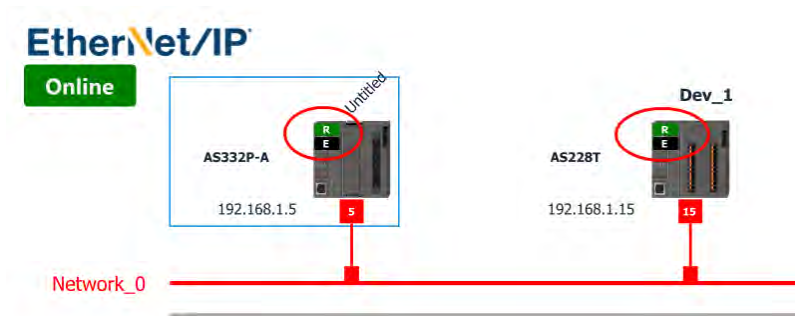 EtherNet/IP
Online
Untitled
R
E
AS332P-A
192.168.1.5
5
Dev_1
R
E
AS228T
192.168.1.15
15
Network_0